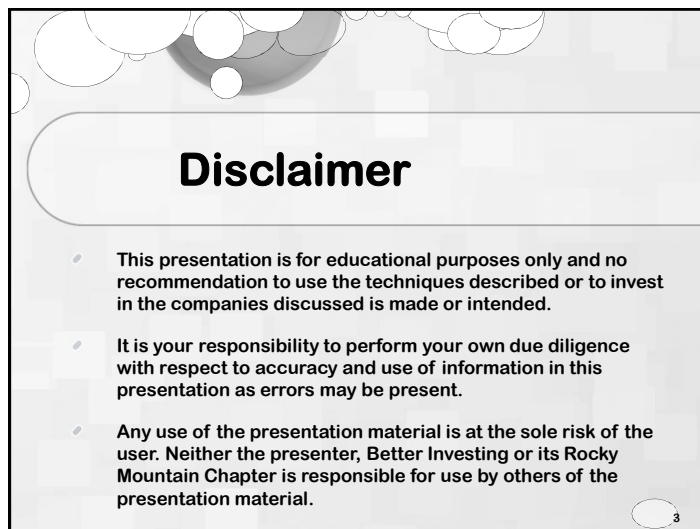 Disclaimer
This presentation is for educational purposes only and no
recommendation to use the techniques described or to invest
in the companies discussed is made or intended.
It is your responsibility to perform your own due diligence
with respect to accuracy and use of information in this
presentation as errors may be present.
Any use of the presentation material is at the sole risk of the
user. Neither the presenter, Better Investing or its Rocky
Mountain Chapter is responsible for use by others of the
presentation material.
3